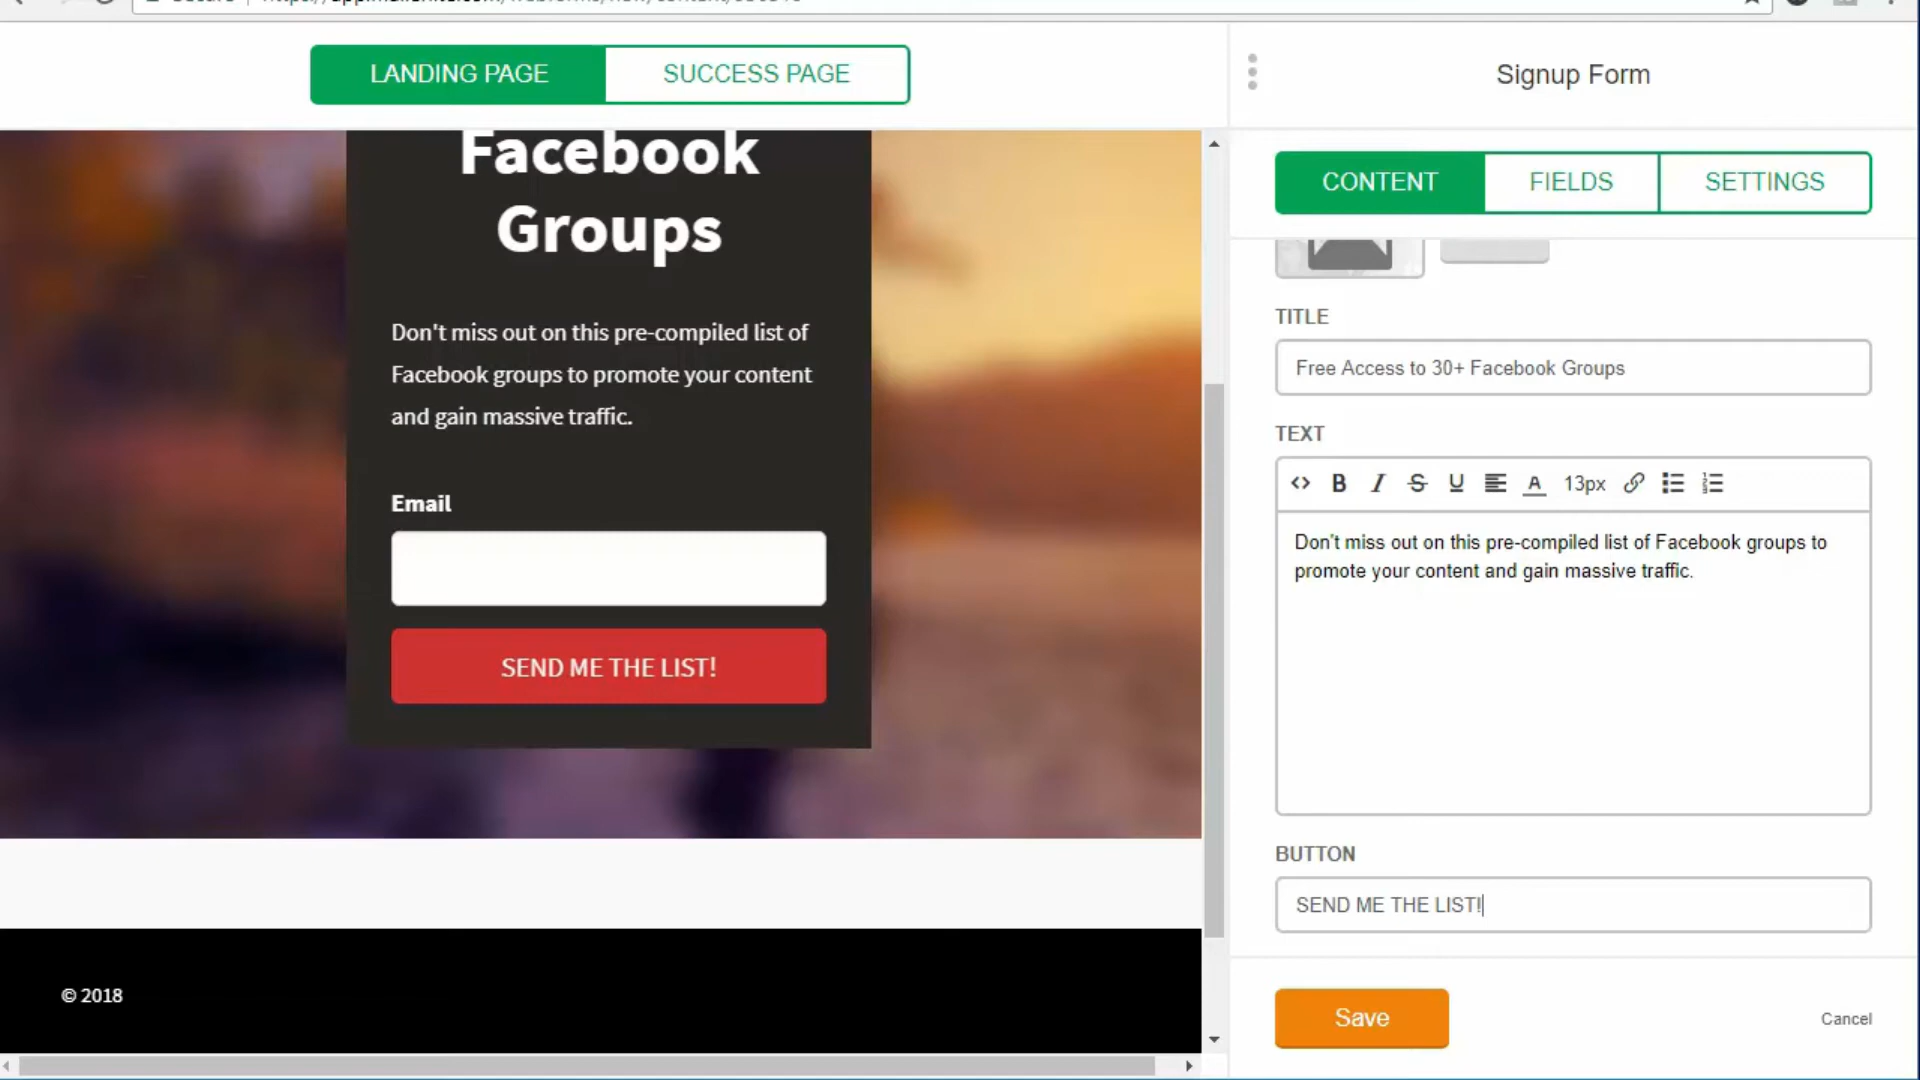 LANDING PAGE
SUCCESS PAGE
Signup Form
CONTENT
FIELDS
SETTINGS
Facebook
Groups
Don't miss out on this pre-compiled list of
Facebook groups to promote your content
and gain massive traffic.
Email
SEND ME THE LIST!
© 2018
TITLE
Free Access to 30+ Facebook Groups
TEXT
<> B I S U A 13px
Don't miss out on this pre-compiled list of Facebook groups to
promote your content and gain massive traffic.
BUTTON
SEND ME THE LIST!
Save
Cancel